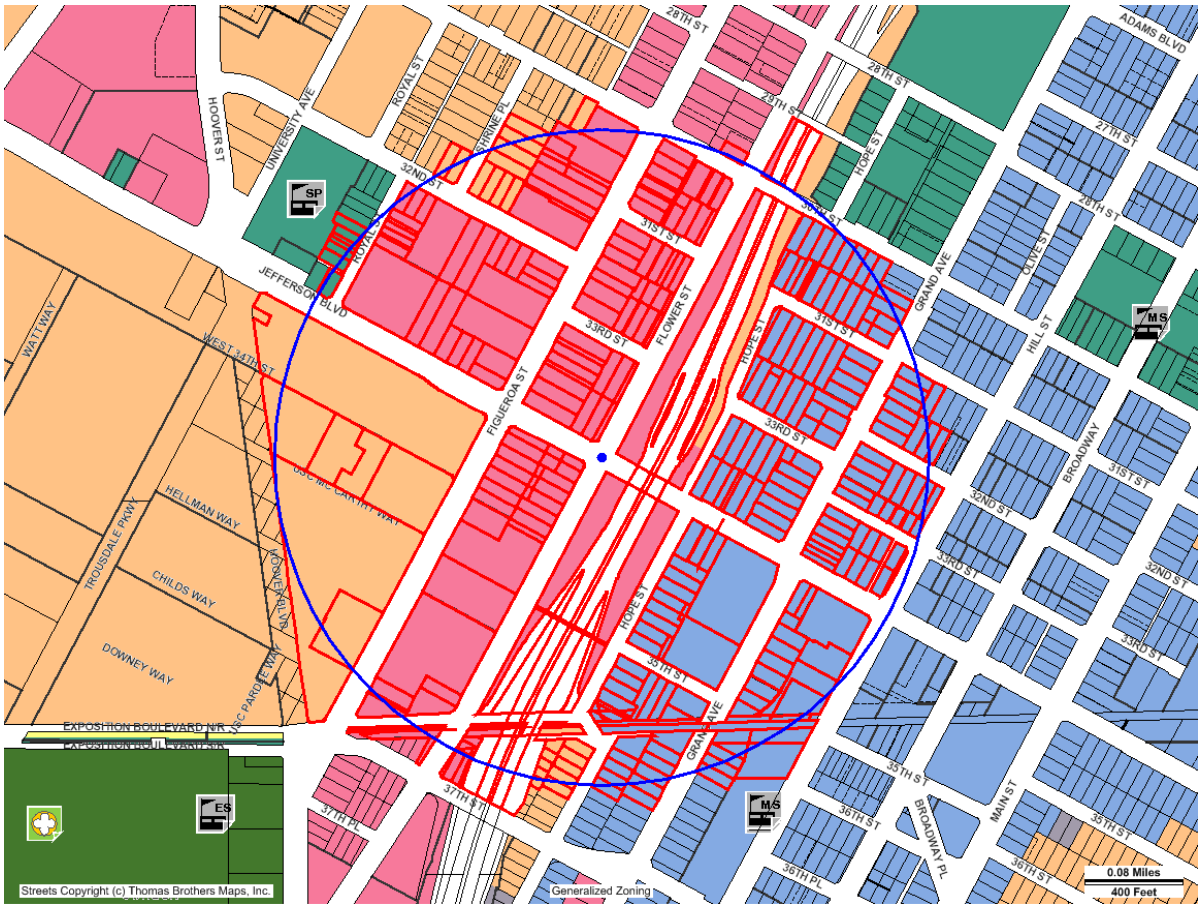 28TH ST
ADAMS BLVD
ROYAL ST
28TH ST
HOOVER ST
UNIVERSITY AVE
SHRINE PL
29TH ST
HOPE ST
27TH ST
32ND ST
SP
ROYAL ST
30TH ST
28TH ST
31ST ST
OLIVE ST
GRAND AVE
JEFFERSON BLVD
FLOWER ST
MS
WATT WAY
WEST 34TH ST
33RD ST
HOPE ST
31ST ST
HILL ST
FIGUEROA ST
33RD ST
BROADWAY
31ST ST
USC MC CARTHY WAY
HELLMAN WAY
32ND ST
TROUSDALE PKWY
CHILDS WAY
HOOVER BLVD
HOPE ST
33RD ST
32ND ST
DOWNEY WAY
USC PARDEE WAY
35TH ST
33RD ST
EXPOSITION BOULEVARD N/R
EXPOSITION BOULEVARD S/R
GRAND AVE
35TH ST
MAIN ST
37TH ST
ES
MS
36TH ST
BROADWAY PL
35TH ST
37TH PL
36TH PL
36TH ST
Streets Copyright (c) Thomas Brothers Maps, Inc.
Generalized Zoning
0.08 Miles
400 Feet